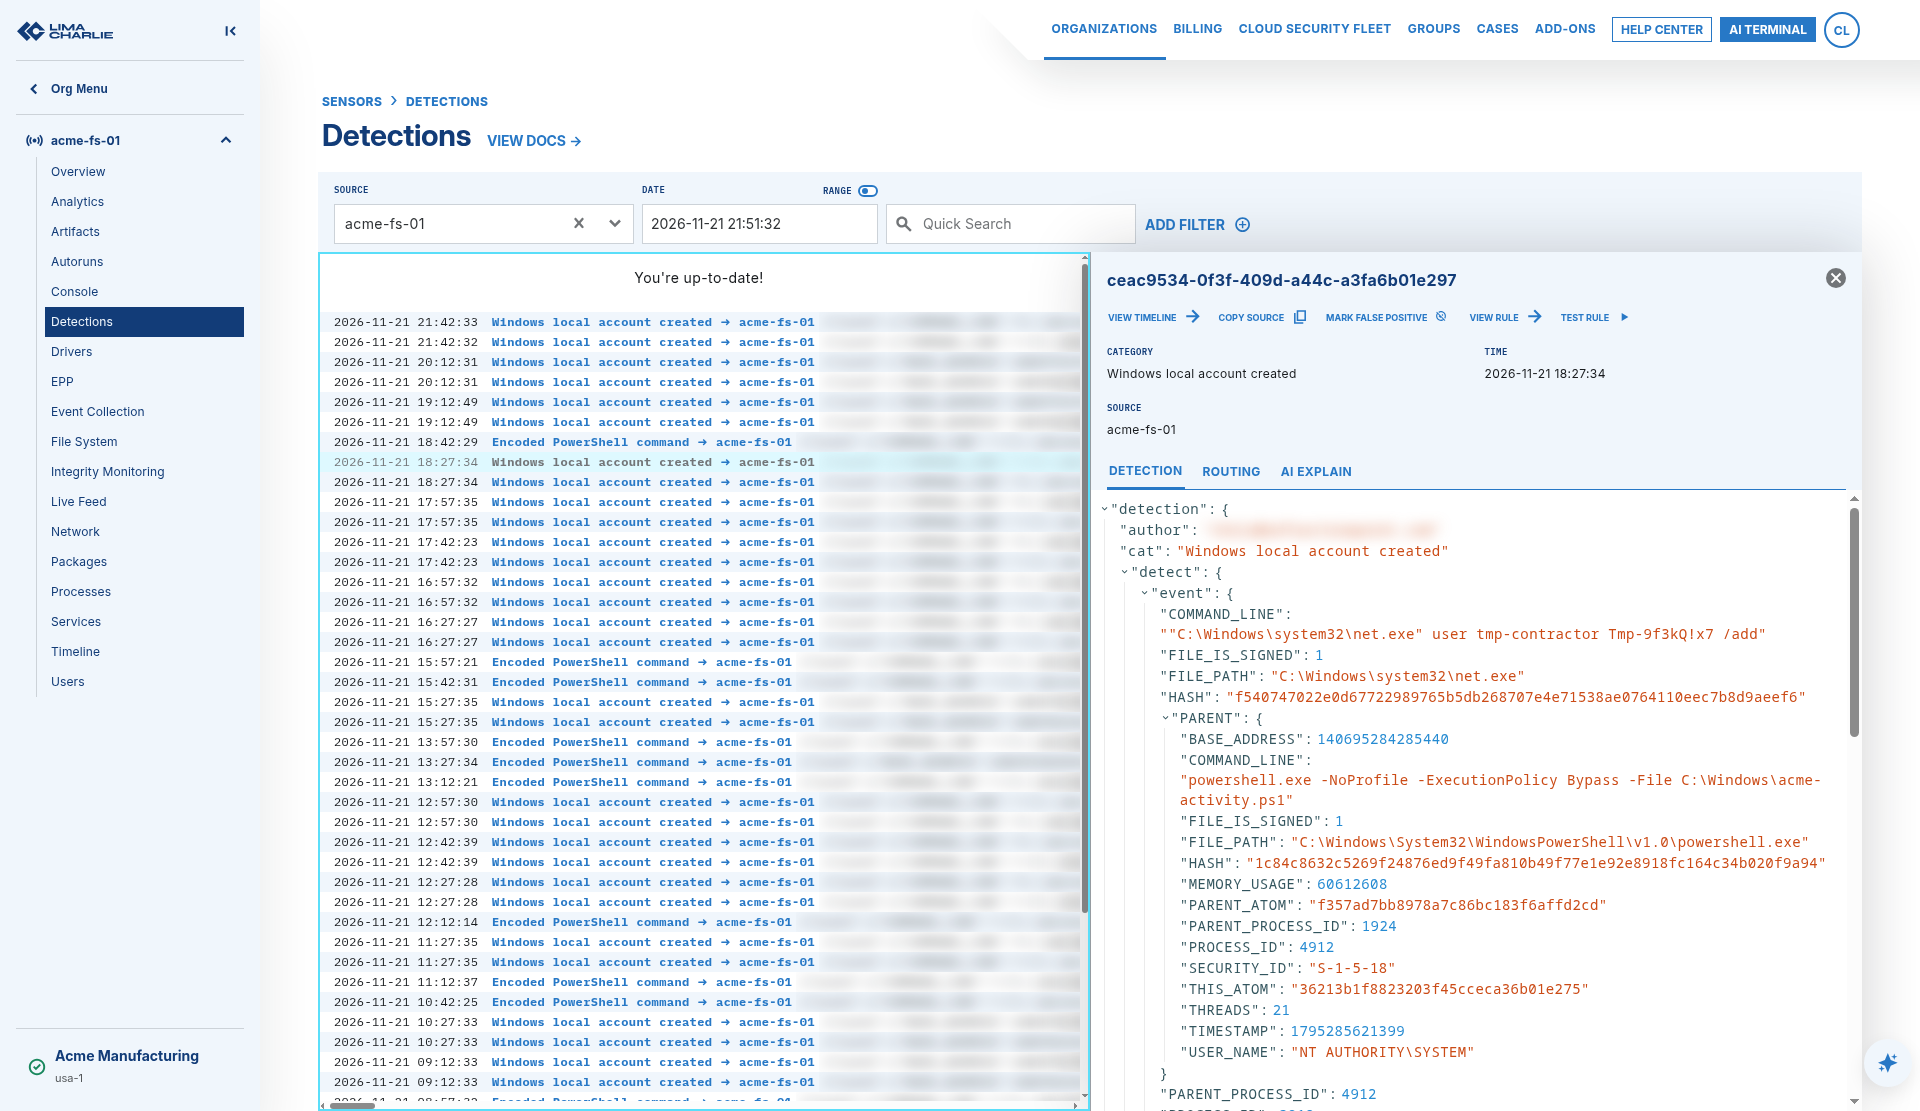 LIMA
CHARLIE
Org Menu
acme-fs-01
Overview
Analytics
Artifacts
Autoruns
Console
Detections
Drivers
EPP
Event Collection
File System
Integrity Monitoring
Live Feed
Network
Packages
Processes
Services
Timeline
Users
Acme Manufacturing
usa-1
ORGANIZATIONS BILLING CLOUD SECURITY FLEET GROUPS CASES ADD-ONS HELP CENTER AI TERMINAL CL
SENSORS > DETECTIONS
Detections VIEW DOCS →
SOURCE DATE RANGE
acme-fs-01 2026-11-21 21:51:32 Quick Search ADD FILTER
You're up-to-date!
2026-11-21 21:42:33 Windows local account created → acme-fs-01
2026-11-21 21:42:32 Windows local account created → acme-fs-01
2026-11-21 20:12:31 Windows local account created → acme-fs-01
2026-11-21 20:12:31 Windows local account created → acme-fs-01
2026-11-21 19:12:49 Windows local account created → acme-fs-01
2026-11-21 19:12:49 Windows local account created → acme-fs-01
2026-11-21 18:42:29 Encoded PowerShell command → acme-fs-01
2026-11-21 18:27:34 Windows local account created → acme-fs-01
2026-11-21 18:27:34 Windows local account created → acme-fs-01
2026-11-21 17:57:35 Windows local account created → acme-fs-01
2026-11-21 17:57:35 Windows local account created → acme-fs-01
2026-11-21 17:42:23 Windows local account created → acme-fs-01
2026-11-21 17:42:23 Windows local account created → acme-fs-01
2026-11-21 16:57:32 Windows local account created → acme-fs-01
2026-11-21 16:57:32 Windows local account created → acme-fs-01
2026-11-21 16:27:27 Windows local account created → acme-fs-01
2026-11-21 16:27:27 Windows local account created → acme-fs-01
2026-11-21 15:57:21 Encoded PowerShell command → acme-fs-01
2026-11-21 15:42:31 Encoded PowerShell command → acme-fs-01
2026-11-21 15:27:35 Windows local account created → acme-fs-01
2026-11-21 15:27:35 Windows local account created → acme-fs-01
2026-11-21 13:57:30 Encoded PowerShell command → acme-fs-01
2026-11-21 13:27:34 Encoded PowerShell command → acme-fs-01
2026-11-21 13:12:21 Encoded PowerShell command → acme-fs-01
2026-11-21 12:57:30 Windows local account created → acme-fs-01
2026-11-21 12:57:30 Windows local account created → acme-fs-01
2026-11-21 12:42:39 Windows local account created → acme-fs-01
2026-11-21 12:42:39 Windows local account created → acme-fs-01
2026-11-21 12:27:28 Windows local account created → acme-fs-01
2026-11-21 12:27:28 Windows local account created → acme-fs-01
2026-11-21 12:12:14 Encoded PowerShell command → acme-fs-01
2026-11-21 11:27:35 Windows local account created → acme-fs-01
2026-11-21 11:27:35 Windows local account created → acme-fs-01
2026-11-21 11:12:37 Encoded PowerShell command → acme-fs-01
2026-11-21 10:42:25 Encoded PowerShell command → acme-fs-01
2026-11-21 10:27:33 Windows local account created → acme-fs-01
2026-11-21 10:27:33 Windows local account created → acme-fs-01
2026-11-21 09:12:33 Windows local account created → acme-fs-01
2026-11-21 09:12:33 Windows local account created → acme-fs-01
ceac9534-0f3f-409d-a44c-a3fa6b01e297
VIEW TIMELINE COPY SOURCE MARK FALSE POSITIVE VIEW RULE TEST RULE
CATEGORY TIME
Windows local account created 2026-11-21 18:27:34
SOURCE
acme-fs-01
DETECTION ROUTING AI EXPLAIN
"detection": {
"author":
"cat": "Windows local account created"
"detect": {
"event": {
"COMMAND_LINE":
""C:\Windows\system32\net.exe" user tmp-contractor Tmp-9f3kQ!x7 /add"
"FILE_IS_SIGNED": 1
"FILE_PATH": "C:\Windows\system32\net.exe"
"HASH": "f540747022e0d67722989765b5db268707e4e71538ae0764110eec7b8d9aeef6"
"PARENT": {
"BASE_ADDRESS": 140695284285440
"COMMAND_LINE":
"powershell.exe -NoProfile -ExecutionPolicy Bypass -File C:\Windows\acme-
activity.ps1"
"FILE_IS_SIGNED": 1
"FILE_PATH": "C:\Windows\System32\WindowsPowerShell\v1.0\powershell.exe"
"HASH": "1c84c8632c5269f24876ed9f49fa810b49f77e1e92e8918fc164c34b020f9a94"
"MEMORY_USAGE": 60612608
"PARENT_ATOM": "f357ad7bb8978a7c86bc183f6affd2cd"
"PARENT_PROCESS_ID": 1924
"PROCESS_ID": 4912
"SECURITY_ID": "S-1-5-18"
"THIS_ATOM": "36213b1f8823203f45cceca36b01e275"
"THREADS": 21
"TIMESTAMP": 1795285621399
"USER_NAME": "NT AUTHORITY\SYSTEM"
}
"PARENT_PROCESS_ID": 4912